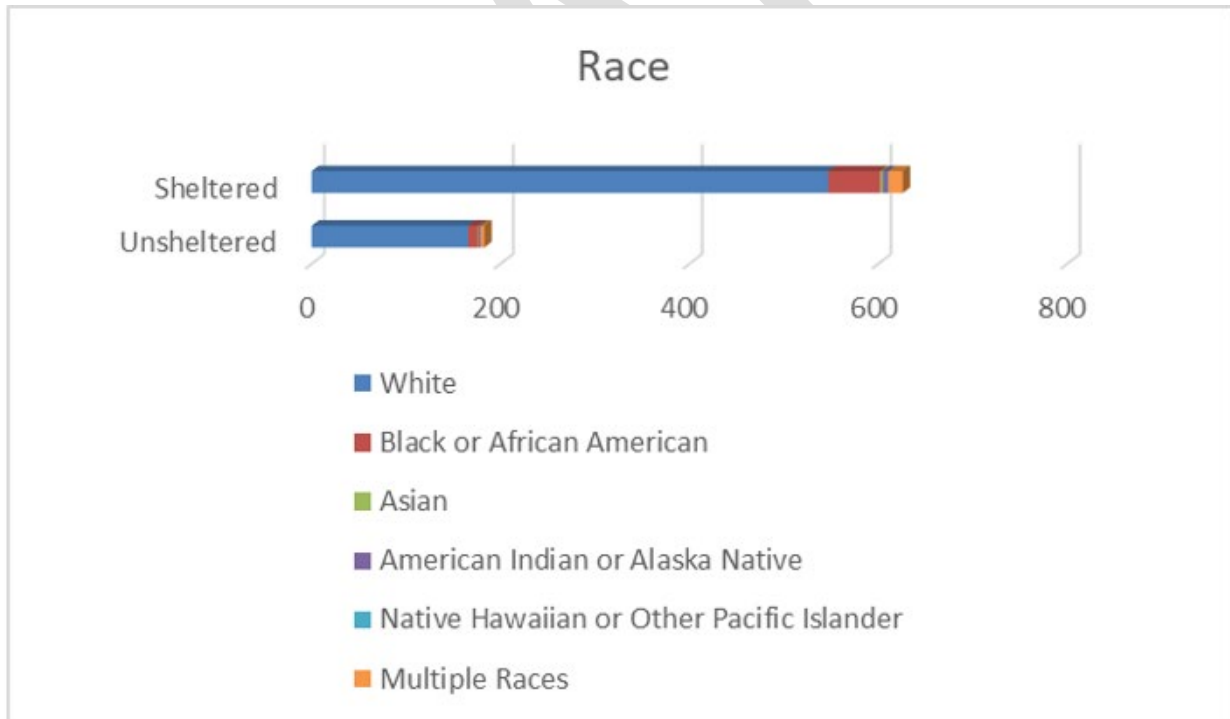 Race
Sheltered
Unsheltered
0 200 400 600 800
White
Black or African American
Asian
American Indian or Alaska Native
Native Hawaiian or Other Pacific Islander
Multiple Races